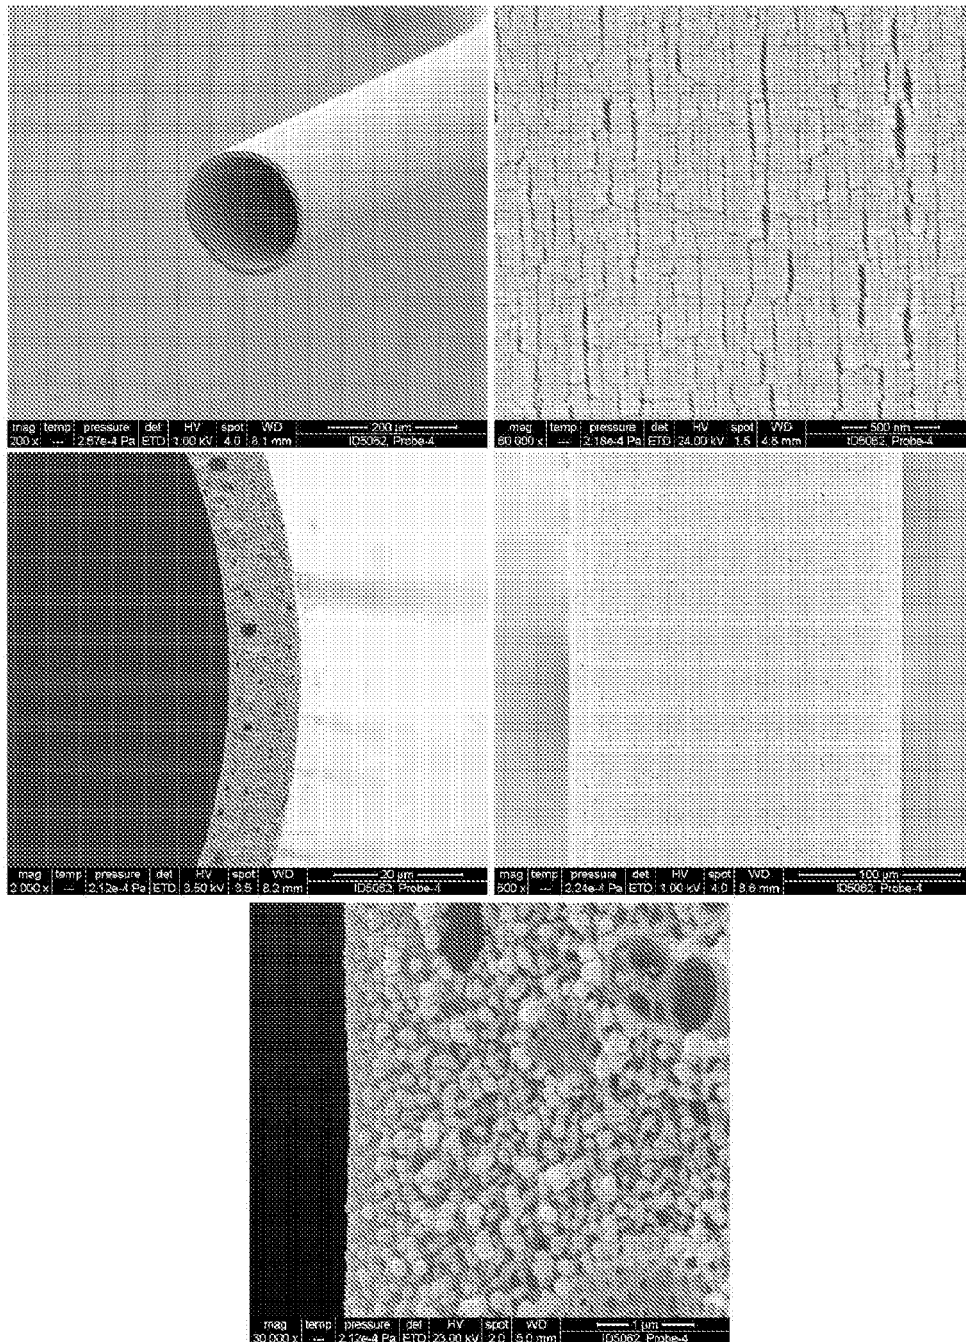 mag temp pressure det HV spot WD 200 µm
200 x --- 2.67e-4 Pa ETD 1.00 kV 4.0 8.1 mm ID5062, Probe-4
mag temp pressure det HV spot WD 500 nm
60 000 x --- 2.18e-4 Pa ETD 24.00 kV 1.5 4.6 mm ID5062, Probe-4
mag temp pressure det HV spot WD 20 µm
2 000 x --- 2.12e-4 Pa ETD 3.50 kV 3.5 8.2 mm ID5062, Probe-4
mag temp pressure det HV spot WD 100 µm
500 x --- 2.24e-4 Pa ETD 1.00 kV 4.0 8.6 mm ID5062, Probe-4
mag temp pressure det HV spot WD 1 µm
30 000 x --- 2.12e-4 Pa ETD 23.00 kV 2.0 5.0 mm ID5062, Probe-4